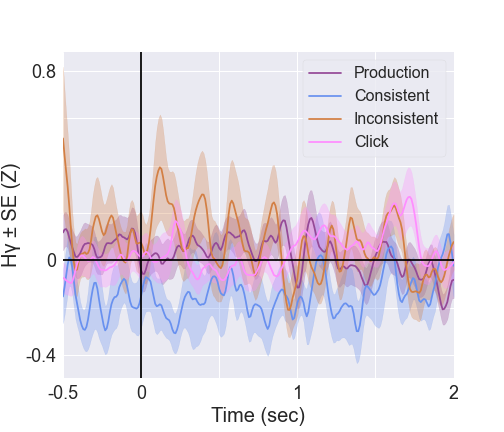 Production
Consistent
Inconsistent
Click
0.8
0
-0.4
Hγ ± SE (Z)
-0.5 0 1 2
Time (sec)